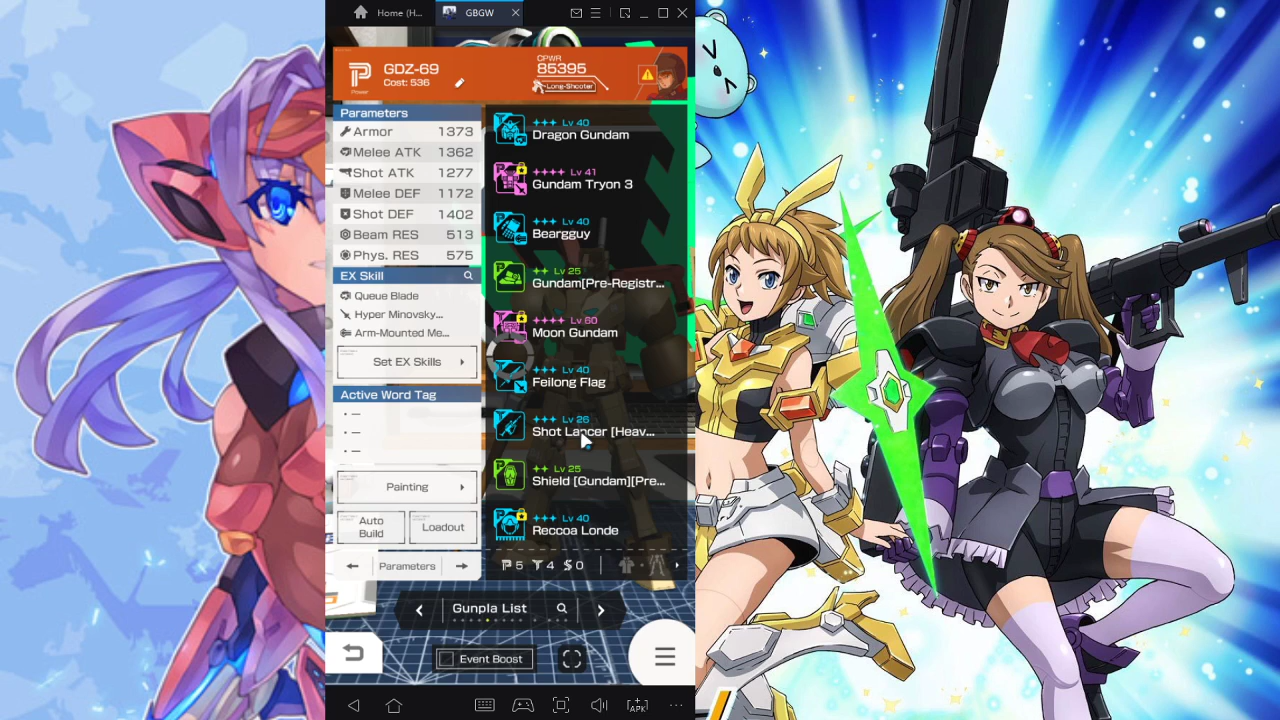 Home (H...
GBGW
P
Power
GDZ-69
Cost: 536
CPWR
85395
Long-Shooter
Parameters
Armor 1373
Melee ATK 1362
Shot ATK 1277
Melee DEF 1172
Shot DEF 1402
Beam RES 513
Phys. RES 575
EX Skill
Queue Blade
Hyper Minovsky...
Arm-Mounted Me...
Set EX Skills
Active Word Tag
Painting
Auto
Build
Loadout
Parameters
Lv 40
Dragon Gundam
Lv 41
Gundam Tryon 3
Lv 40
Beargguy
Lv 25
Gundam[Pre-Registr...
Lv 60
Moon Gundam
Lv 40
Feilong Flag
Lv 26
Shot Lancer [Heav...
Lv 25
Shield [Gundam][Pre...
Lv 40
Reccoa Londe
P 5 T 4 S 0
Gunpla List
Event Boost
APK